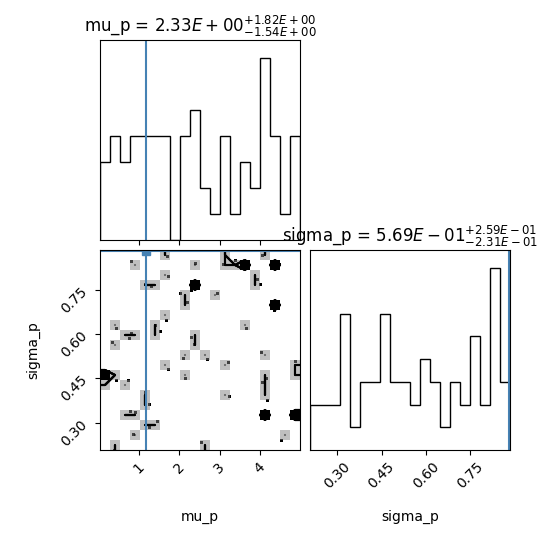 mu_p = 2.33E + 00 +1.82E + 00 −1.54E + 00
sigma_p = 5.69E − 01 +2.59E − 01 −2.31E − 01
sigma_p
0.75
0.60
0.45
0.30
1 2 3 4
0.30 0.45 0.60 0.75
mu_p
sigma_p